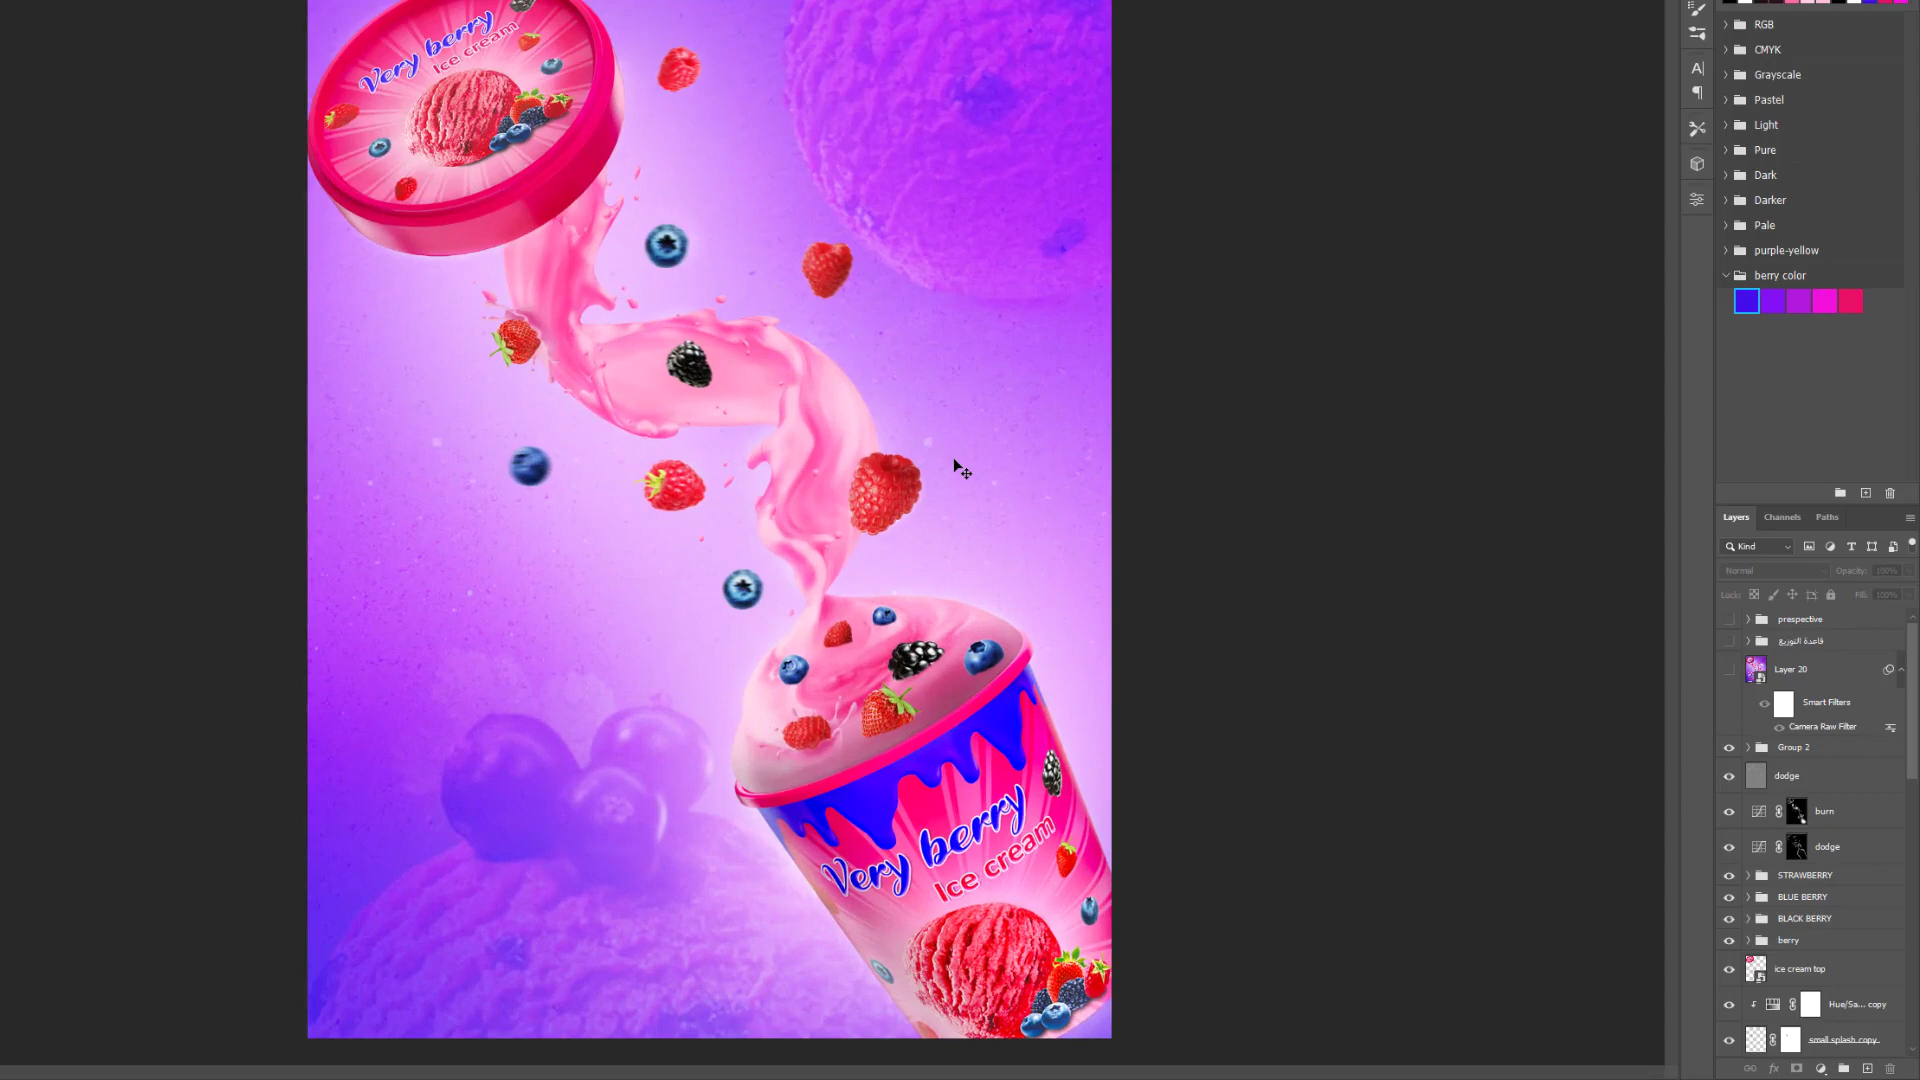 Very berry
Ice cream
Very berry
Ice cream
RGB
CMYK
Grayscale
Pastel
Light
Pure
Dark
Darker
Pale
purple-yellow
berry color
Layers
Channels
Paths
Kind
Normal
Opacity: 100%
Lock:
Fill: 100%
prespective
قاعدة التوزيع
Layer 20
Smart Filters
Camera Raw Filter
Group 2
dodge
burn
dodge
STRAWBERRY
BLUE BERRY
BLACK BERRY
berry
ice cream top
Hue/Sa... copy
small splash copy
fx